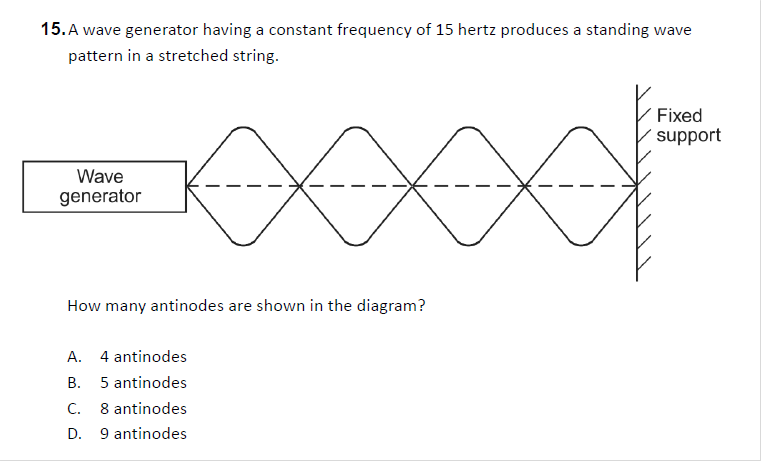 15. A wave generator having a constant frequency of 15 hertz produces a standing wave
pattern in a stretched string.
Fixed
support
Wave
generator
How many antinodes are shown in the diagram?
A. 4 antinodes
B. 5 antinodes
C. 8 antinodes
D. 9 antinodes